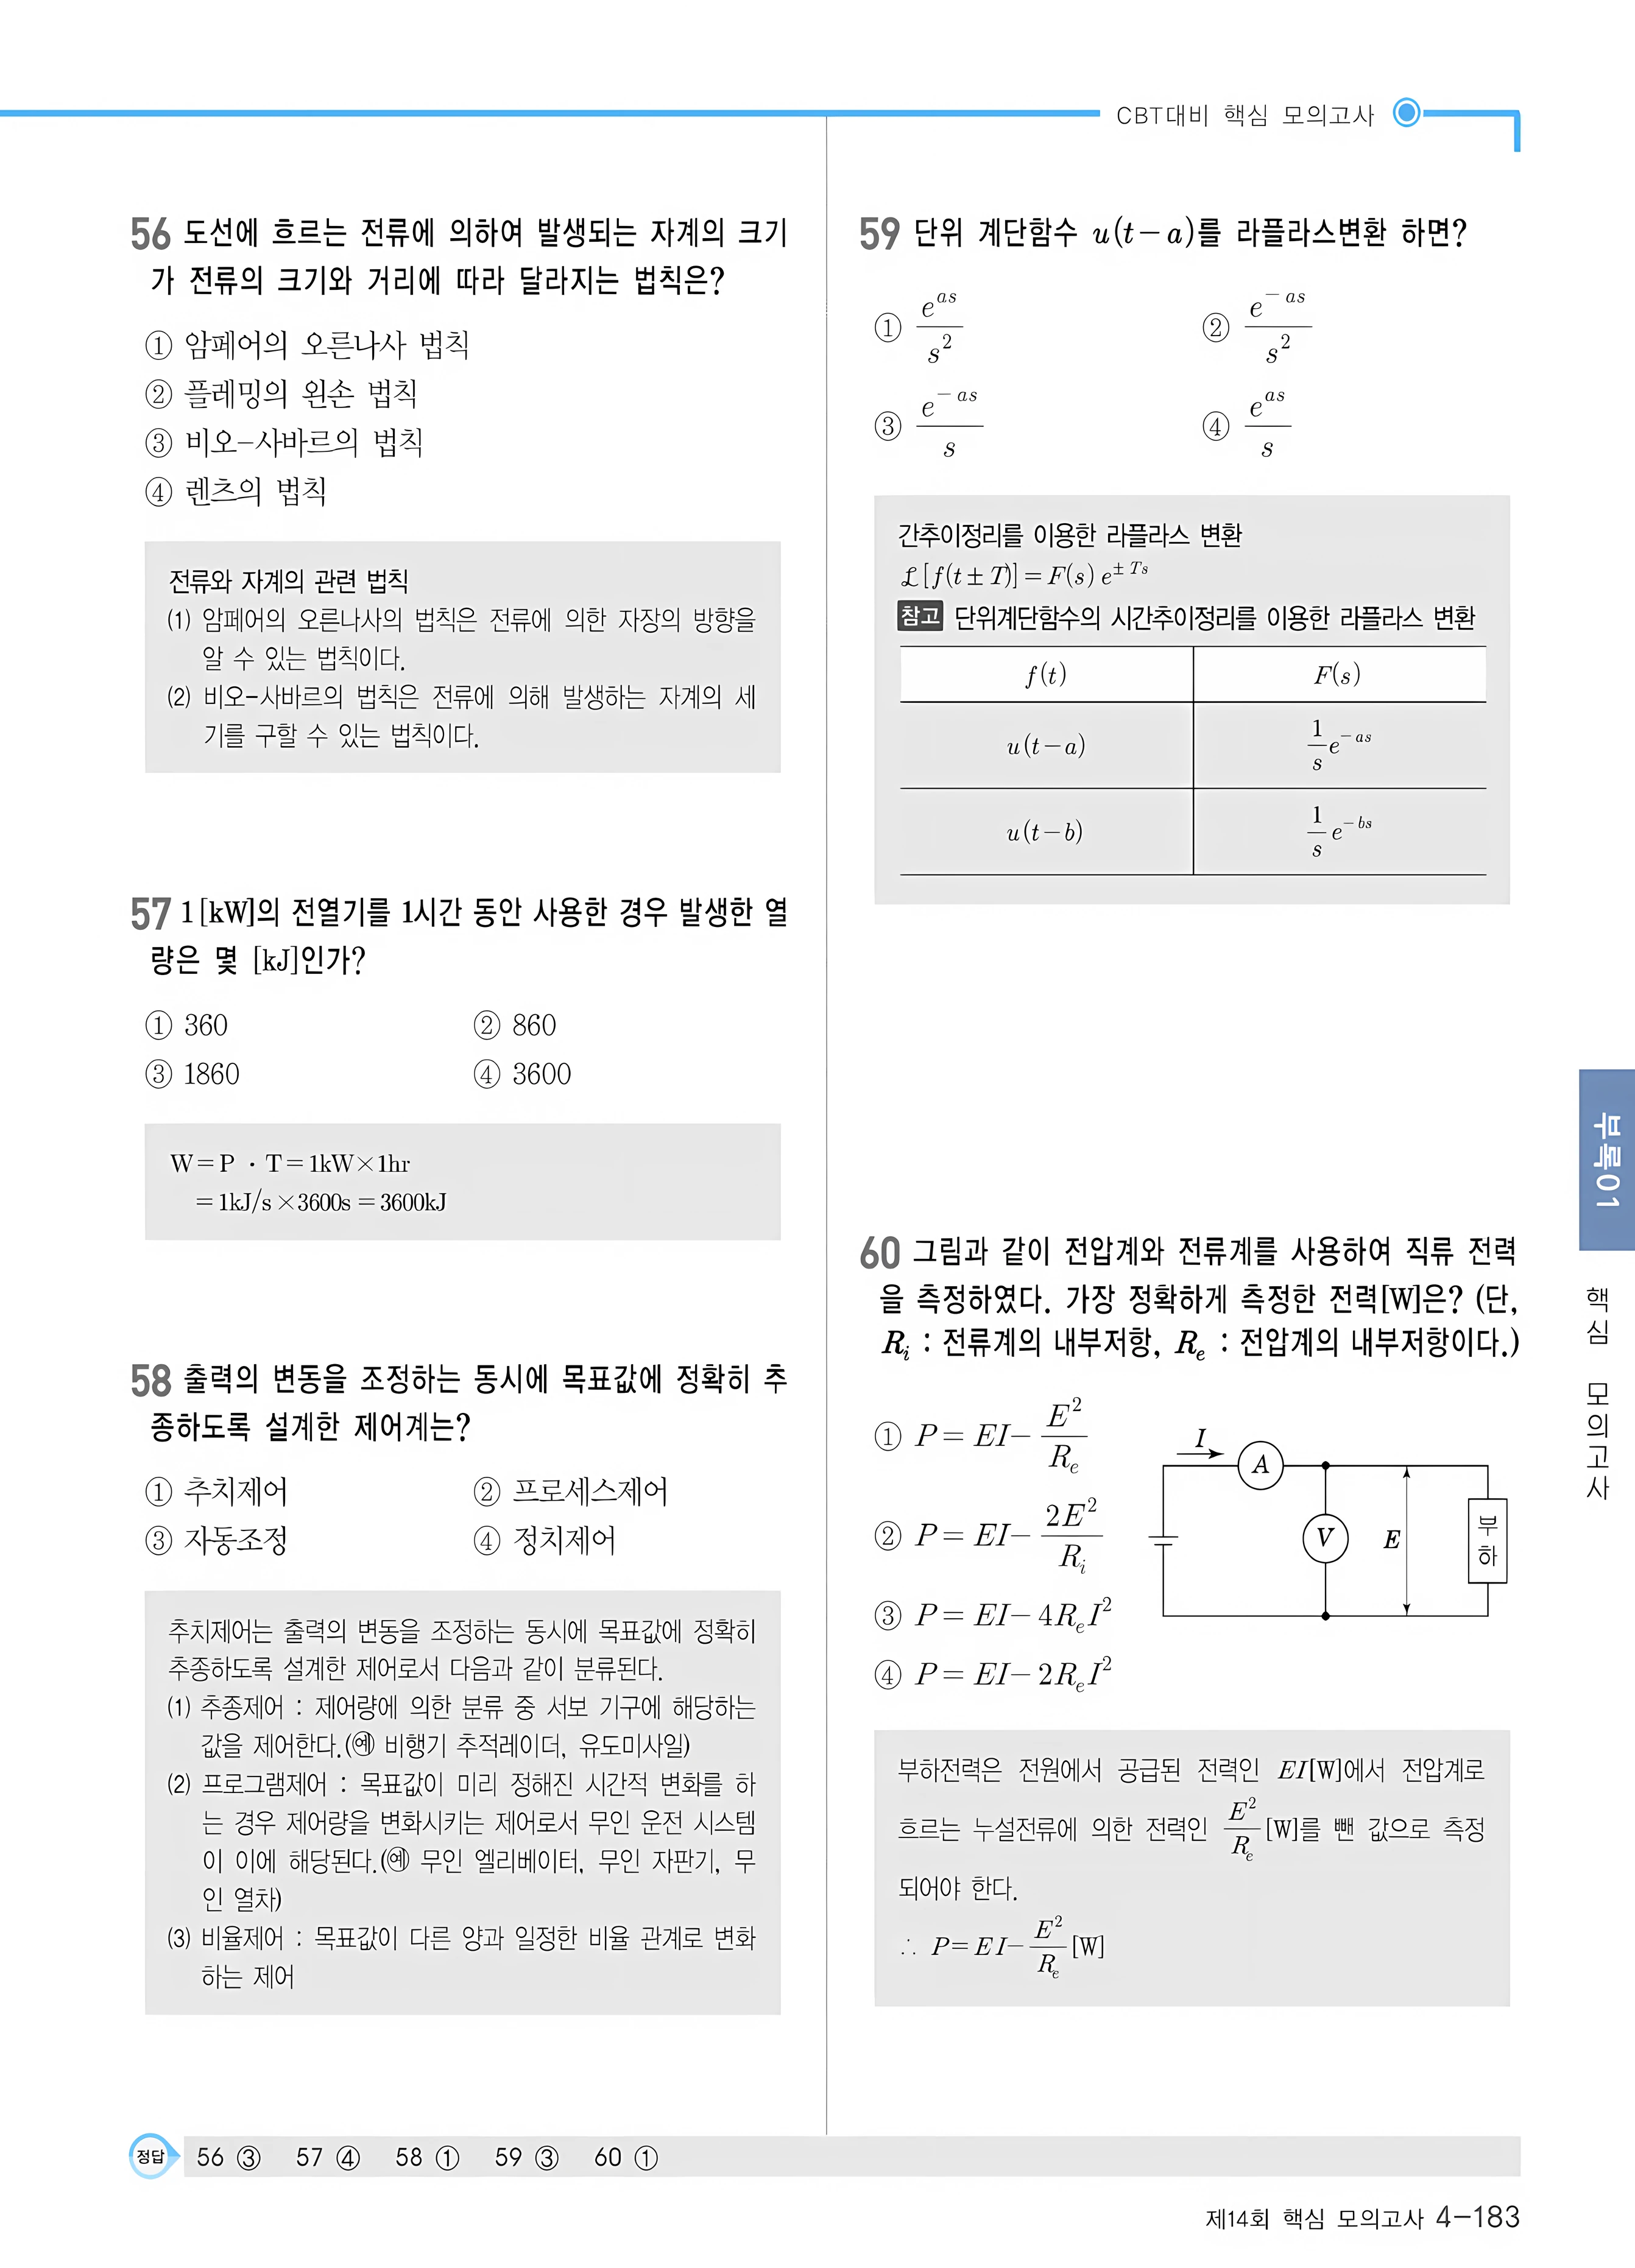 CBT대비 핵심 모의고사
56 도선에 흐르는 전류에 의하여 발생되는 자계의 크기
가 전류의 크기와 거리에 따라 달라지는 법칙은?
① 암페어의 오른나사 법칙
② 플레밍의 왼손 법칙
③ 비오-사바르의 법칙
④ 렌츠의 법칙
전류와 자계의 관련 법칙
(1) 암페어의 오른나사의 법칙은 전류에 의한 자장의 방향을
알 수 있는 법칙이다.
(2) 비오-사바르의 법칙은 전류에 의해 발생하는 자계의 세
기를 구할 수 있는 법칙이다.
57 1[kW]의 전열기를 1시간 동안 사용한 경우 발생한 열
량은 몇 [kJ]인가?
① 360 ② 860
③ 1860 ④ 3600
W=P・T=1kW×1hr
=1kJ/s×3600s=3600kJ
58 출력의 변동을 조정하는 동시에 목표값에 정확히 추
종하도록 설계한 제어계는?
① 추치제어 ② 프로세스제어
③ 자동조정 ④ 정치제어
추치제어는 출력의 변동을 조정하는 동시에 목표값에 정확히
추종하도록 설계한 제어로서 다음과 같이 분류된다.
(1) 추종제어 : 제어량에 의한 분류 중 서보 기구에 해당하는
값을 제어한다.(예 비행기 추적레이더, 유도미사일)
(2) 프로그램제어 : 목표값이 미리 정해진 시간적 변화를 하
는 경우 제어량을 변화시키는 제어로서 무인 운전 시스템
이 이에 해당된다.(예 무인 엘리베이터, 무인 자판기, 무
인 열차)
(3) 비율제어 : 목표값이 다른 양과 일정한 비율 관계로 변화
하는 제어
59 단위 계단함수 u(t-a)를 라플라스변환 하면?
① e^{as}/s^2 ② e^{-as}/s^2
③ e^{-as}/s ④ e^{as}/s
간추이정리를 이용한 라플라스 변환
ℒ[f(t±T)]=F(s)e^{±Ts}
참고 단위계단함수의 시간추이정리를 이용한 라플라스 변환
f(t) F(s)
u(t-a) 1/s e^{-as}
u(t-b) 1/s e^{-bs}
60 그림과 같이 전압계와 전류계를 사용하여 직류 전력
을 측정하였다. 가장 정확하게 측정한 전력[W]은? (단,
R_i : 전류계의 내부저항, R_e : 전압계의 내부저항이다.)
① P=EI-E^2/R_e
② P=EI-2E^2/R_i
③ P=EI-4R_eI^2
④ P=EI-2R_eI^2
I
A
V
E
부하
부하전력은 전원에서 공급된 전력인 EI[W]에서 전압계로
흐르는 누설전류에 의한 전력인 E^2/R_e[W]를 뺀 값으로 측정
되어야 한다.
∴ P=EI-E^2/R_e[W]
부록01
핵심 모의고사
정답 56 ③ 57 ④ 58 ① 59 ③ 60 ①
제14회 핵심 모의고사 4-183